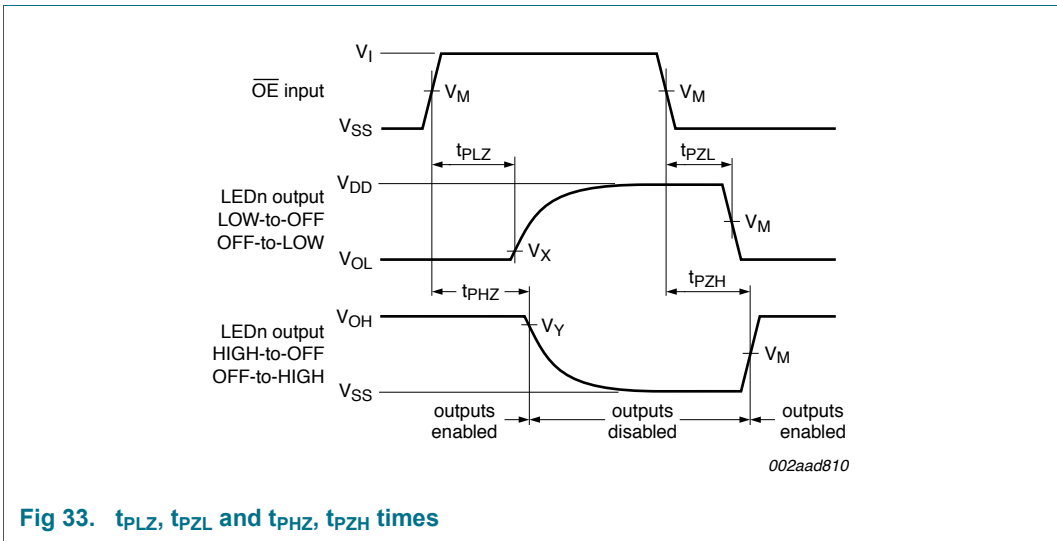 V_I
OE input
V_M
V_M
V_SS
t_PLZ
t_PZL
V_DD
LEDn output
LOW-to-OFF
OFF-to-LOW
V_M
V_X
V_OL
t_PHZ
t_PZH
V_OH
LEDn output
HIGH-to-OFF
OFF-to-HIGH
V_Y
V_M
V_SS
outputs
enabled
outputs
disabled
outputs
enabled
002aad810
Fig 33. t_PLZ, t_PZL and t_PHZ, t_PZH times